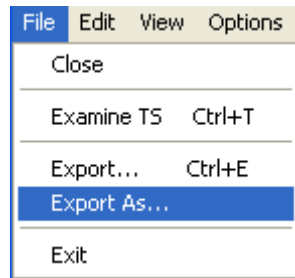 File Edit View Options
Close
Examine TS Ctrl+T
Export... Ctrl+E
Export As...
Exit